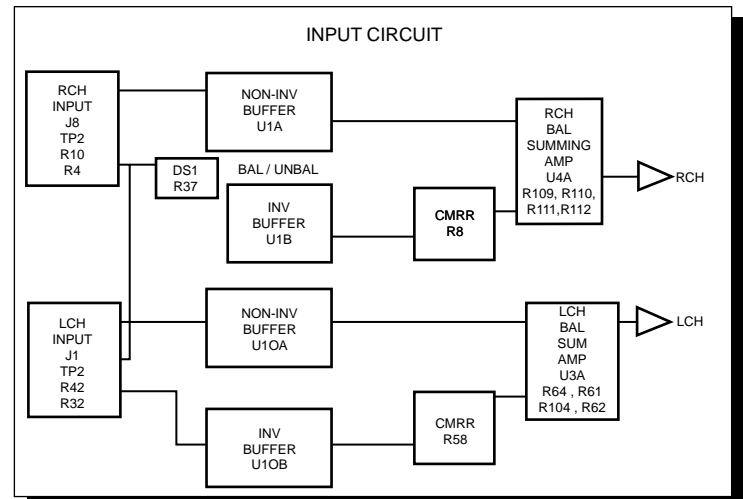 INPUT CIRCUIT
RCH
INPUT
J8
TP2
R10
R4
NON-INV
BUFFER
U1A
RCH
BAL
SUMMING
AMP
U4A
R109, R110,
R111,R112
RCH
DS1
R37
BAL / UNBAL
INV
BUFFER
U1B
CMRR
R8
LCH
INPUT
J1
TP2
R42
R32
NON-INV
BUFFER
U1OA
LCH
BAL
SUM
AMP
U3A
R64 , R61
R104 , R62
LCH
INV
BUFFER
U1OB
CMRR
R58